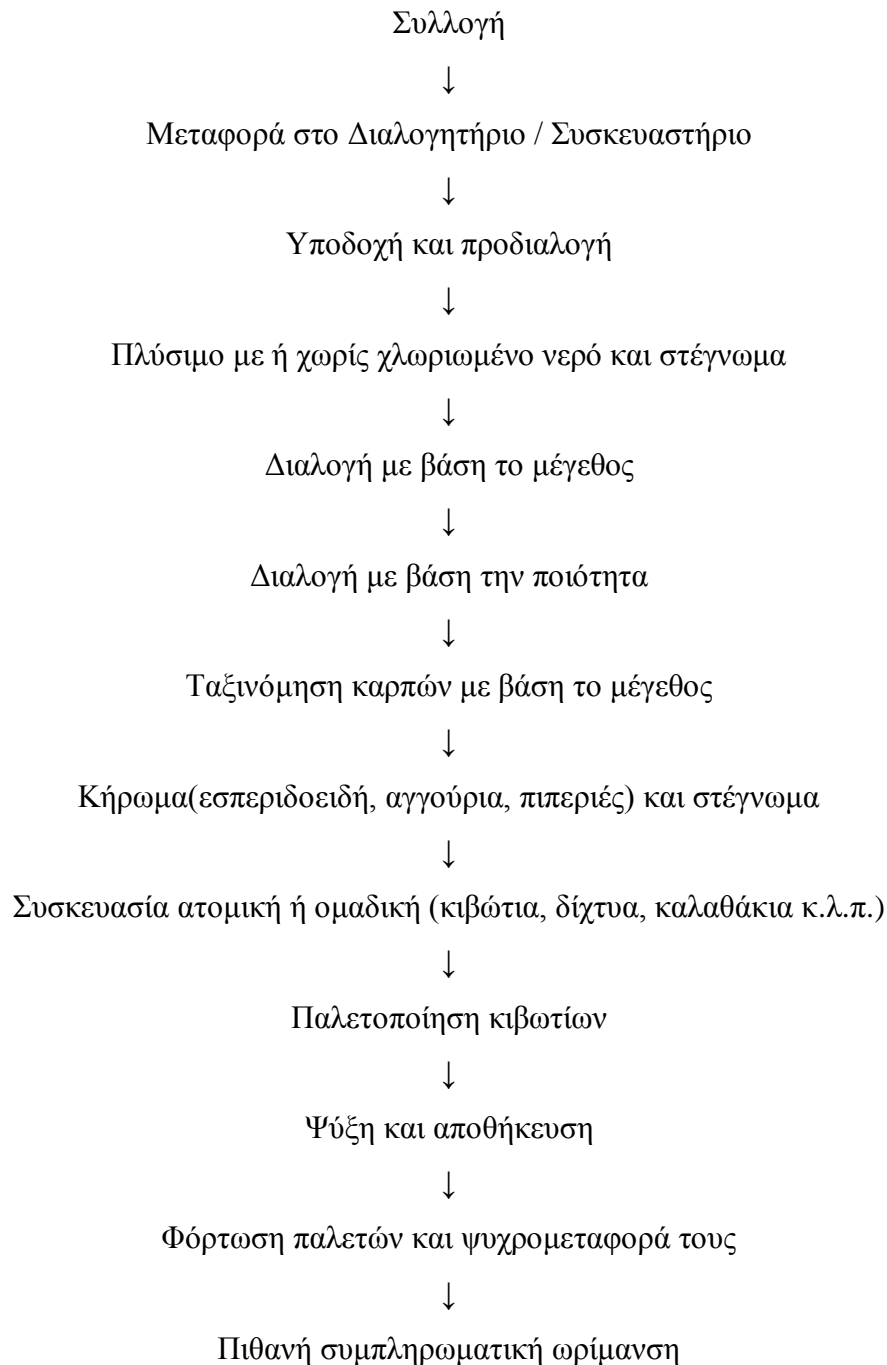 Συλλογή
↓
Μεταφορά στο Διαλογητήριο / Συσκευαστήριο
↓
Υποδοχή και προδιαλογή
↓
Πλύσιμο με ή χωρίς χλωριωμένο νερό και στέγνωμα
↓
Διαλογή με βάση το μέγεθος
↓
Διαλογή με βάση την ποιότητα
↓
Ταξινόμηση καρπών με βάση το μέγεθος
↓
Κήρωμα(εσπεριδοειδή, αγγούρια, πιπεριές) και στέγνωμα
↓
Συσκευασία ατομική ή ομαδική (κιβώτια, δίχτυα, καλαθάκια κ.λ.π.)
↓
Παλετοποίηση κιβωτίων
↓
Ψύξη και αποθήκευση
↓
Φόρτωση παλετών και ψυχρομεταφορά τους
↓
Πιθανή συμπληρωματική ωρίμανση